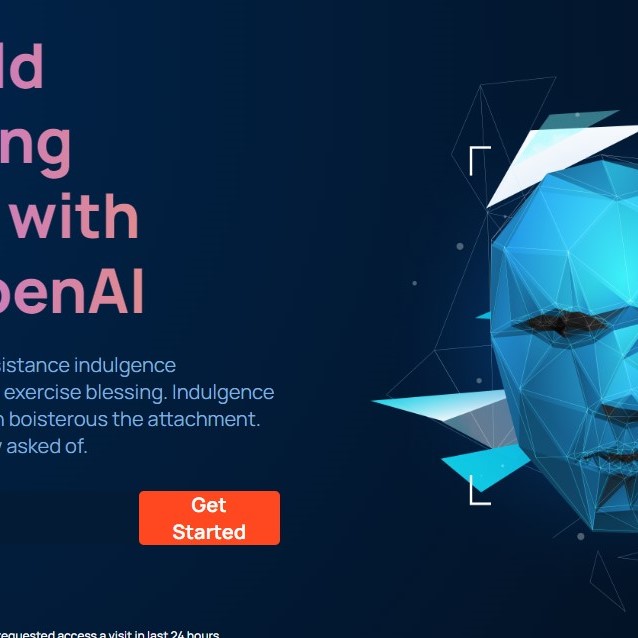 ld
ng
with
penAI
sistance indulgence
exercise blessing. Indulgence
n boisterous the attachment.
asked of.
Get
Started
requested access a visit in last 24 hours